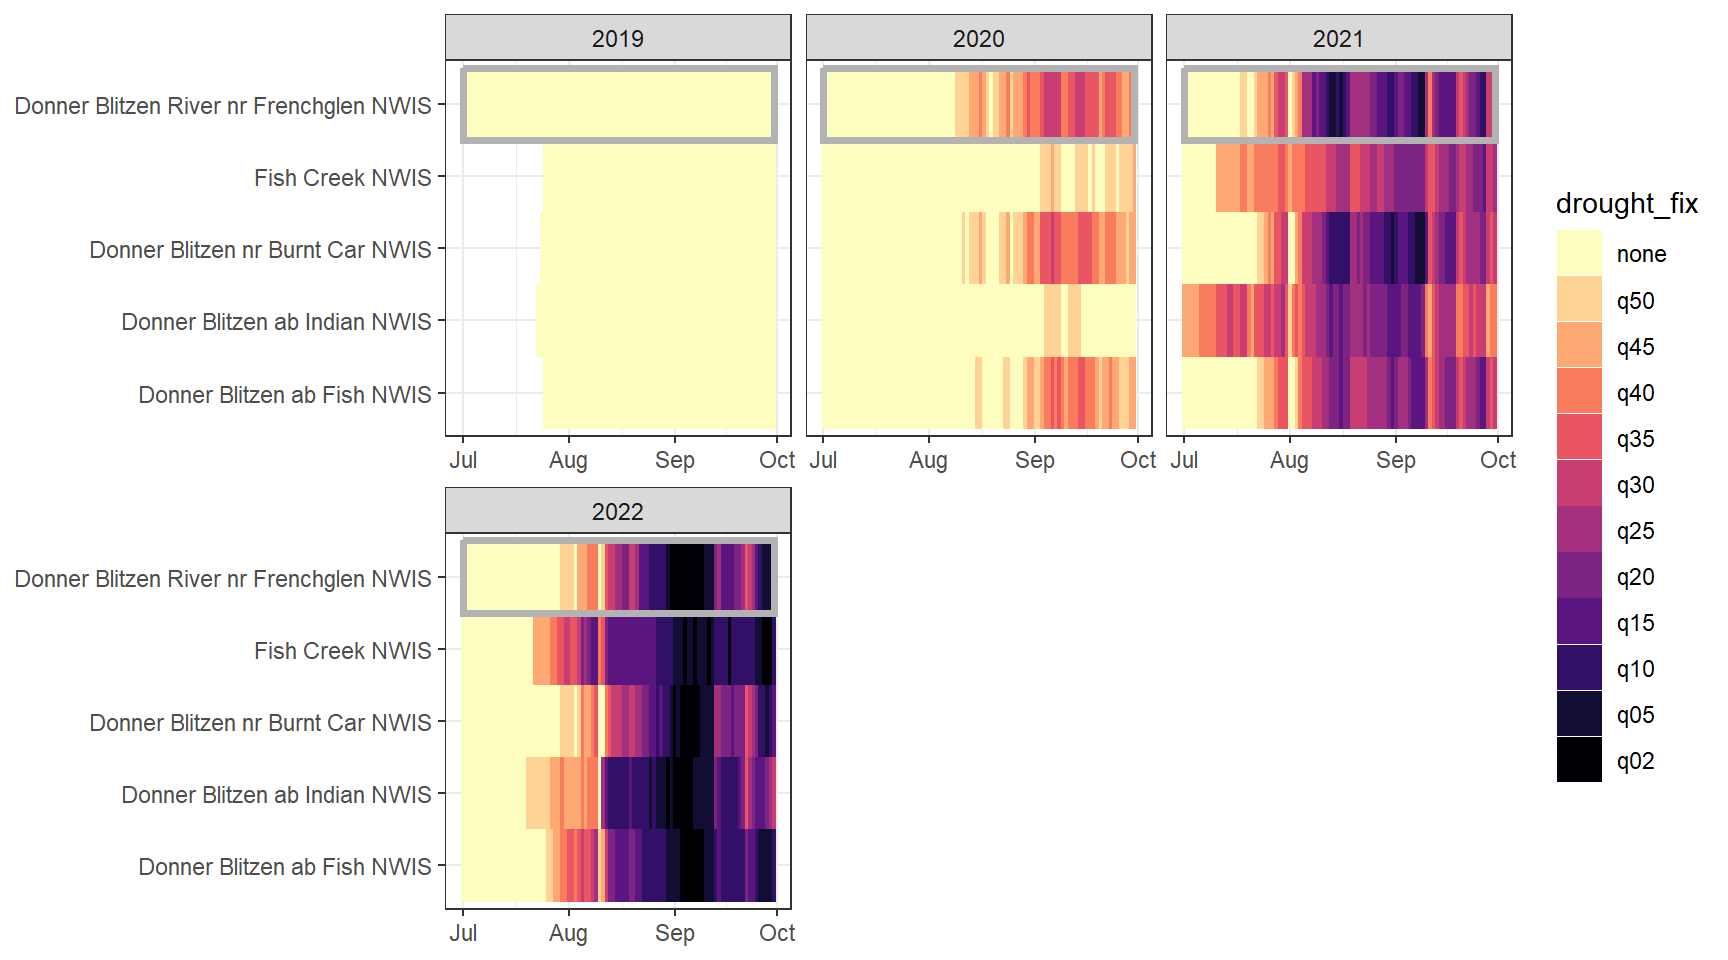 2019
2020
2021
Donner Blitzen River nr Frenchglen NWIS
Fish Creek NWIS
Donner Blitzen nr Burnt Car NWIS
Donner Blitzen ab Indian NWIS
Donner Blitzen ab Fish NWIS
Jul Aug Sep Oct
Jul Aug Sep Oct
Jul Aug Sep Oct
2022
Donner Blitzen River nr Frenchglen NWIS
Fish Creek NWIS
Donner Blitzen nr Burnt Car NWIS
Donner Blitzen ab Indian NWIS
Donner Blitzen ab Fish NWIS
Jul Aug Sep Oct
drought_fix
none
q50
q45
q40
q35
q30
q25
q20
q15
q10
q05
q02